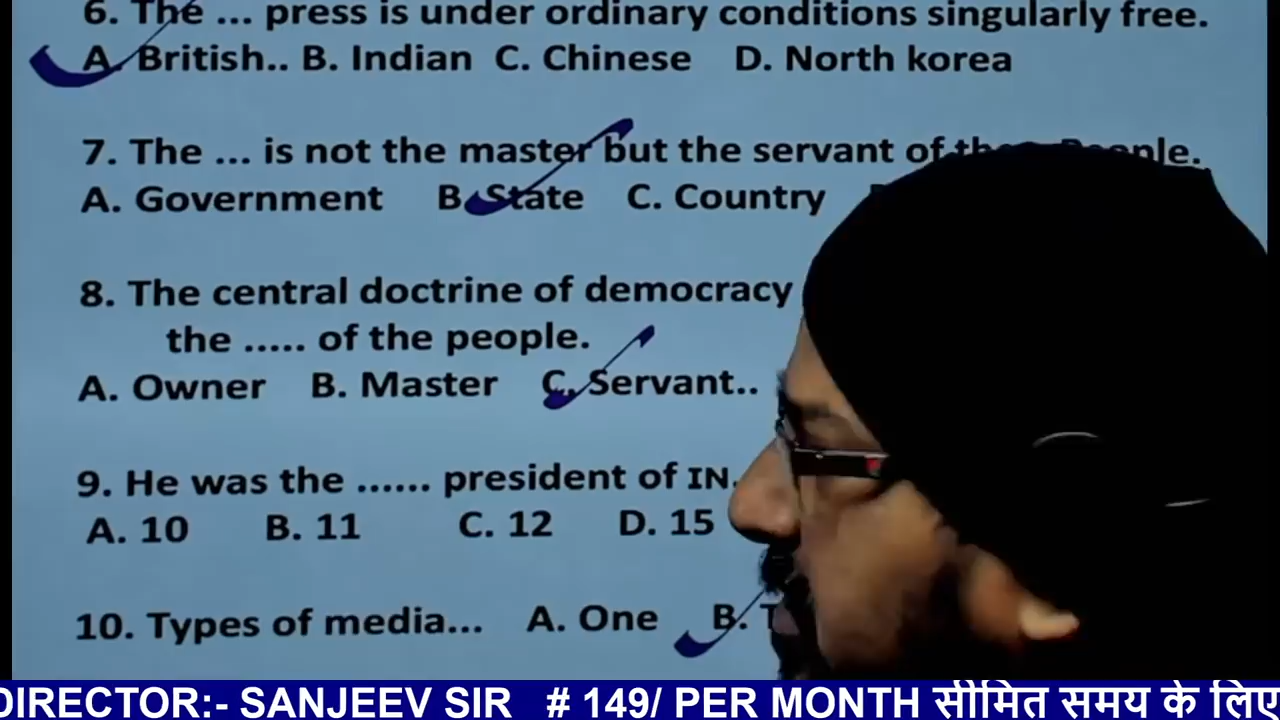 6. The ... press is under ordinary conditions singularly free.
A. British.. B. Indian C. Chinese D. North korea
7. The ... is not the master but the servant of
A. Government B. State C. Country
8. The central doctrine of democracy
the ..... of the people.
A. Owner B. Master C. Servant..
9. He was the ...... president of IN.
A. 10 B. 11 C. 12 D. 15
10. Types of media... A. One B.
DIRECTOR:- SANJEEV SIR # 149/ PER MONTH सीमित समय के लिए